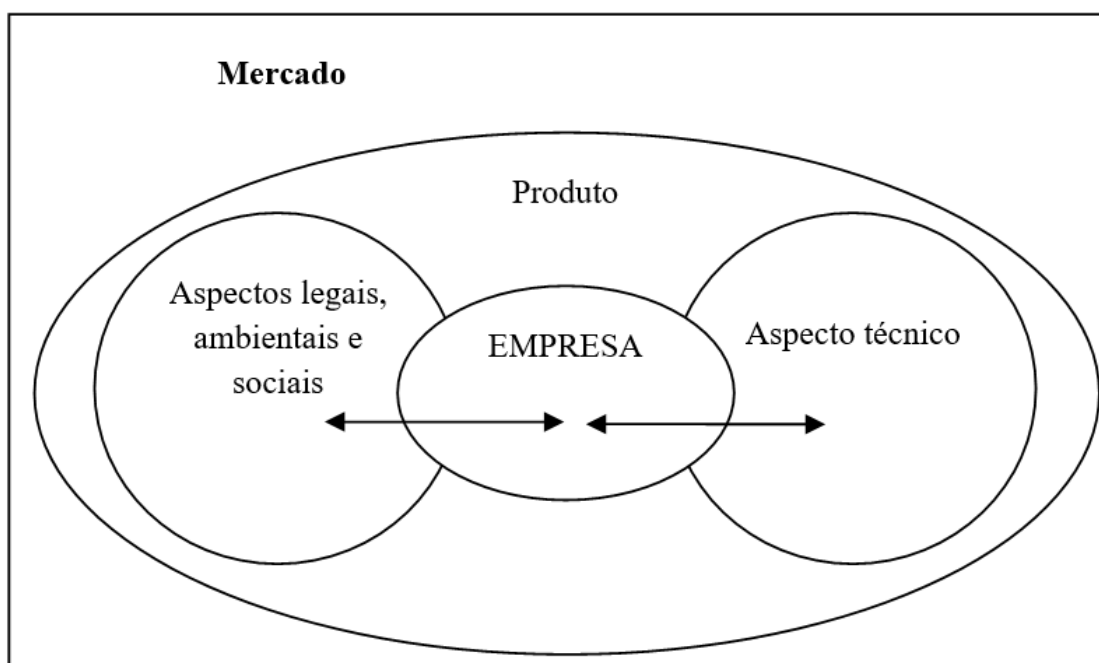 Mercado
Produto
Aspectos legais,
ambientais e
sociais
EMPRESA
Aspecto técnico